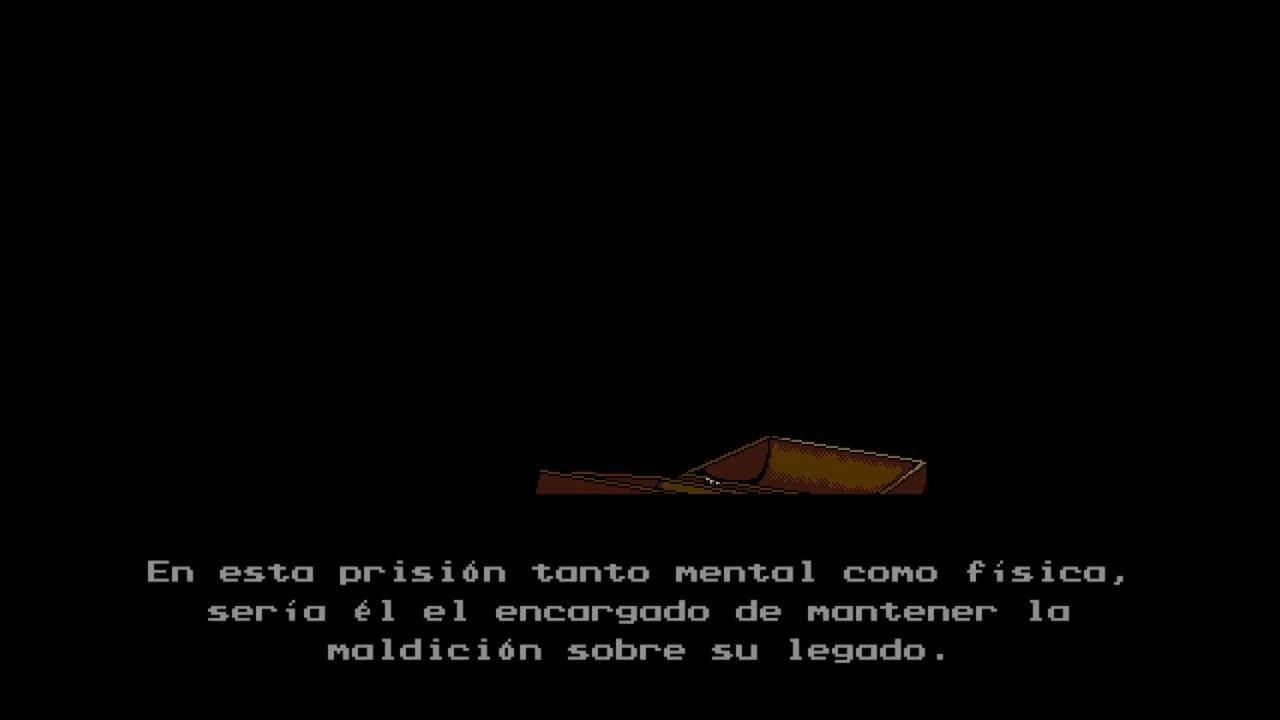 En esta prisión tanto mental como física,
sería él el encargado de mantener la
maldición sobre su legado.